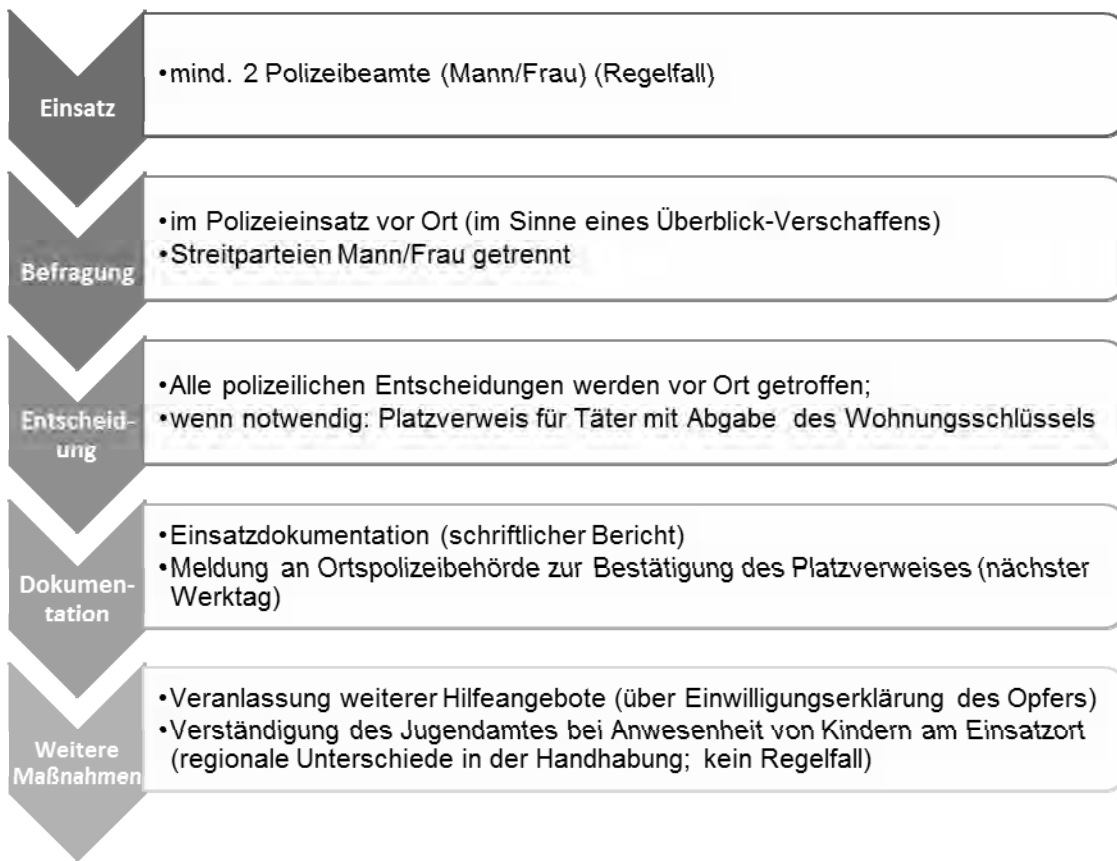 Einsatz
•mind. 2 Polizeibeamte (Mann/Frau) (Regelfall)
Befragung
•im Polizeieinsatz vor Ort (im Sinne eines Überblick-Verschaffens)
•Streitparteien Mann/Frau getrennt
Entscheid-
ung
•Alle polizeilichen Entscheidungen werden vor Ort getroffen;
•wenn notwendig: Platzverweis für Täter mit Abgabe des Wohnungsschlüssels
Dokumen-
tation
•Einsatzdokumentation (schriftlicher Bericht)
•Meldung an Ortspolizeibehörde zur Bestätigung des Platzverweises (nächster
Werktag)
Weitere
Maßnahmen
•Veranlassung weiterer Hilfeangebote (über Einwilligungserklärung des Opfers)
•Verständigung des Jugendamtes bei Anwesenheit von Kindern am Einsatzort
(regionale Unterschiede in der Handhabung; kein Regelfall)